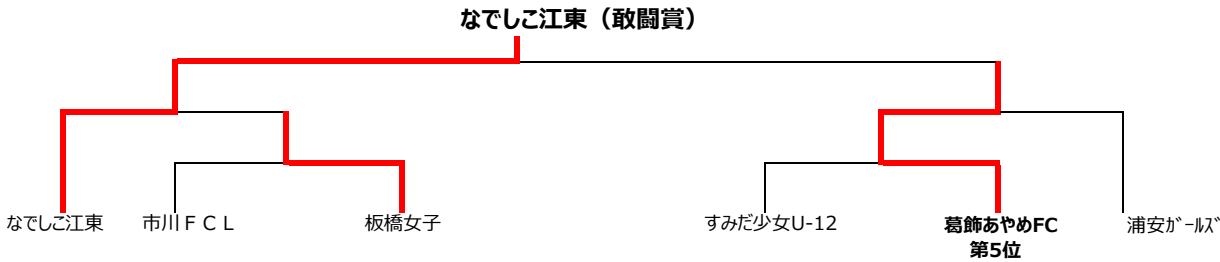 なでしこ江東（敢闘賞）
なでしこ江東
市川ＦＣＬ
板橋女子
すみだ少女U-12
葛飾あやめFC
第5位
浦安ｶﾞｰﾙｽﾞ